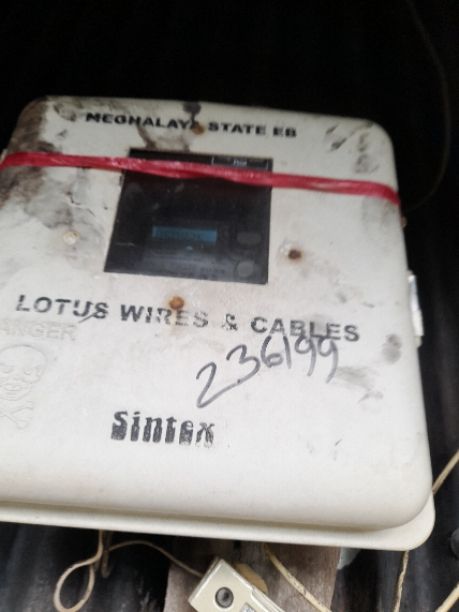 MEGHALAYA STATE EB
LOTUS WIRES & CABLES
DANGER
236199
Sintex